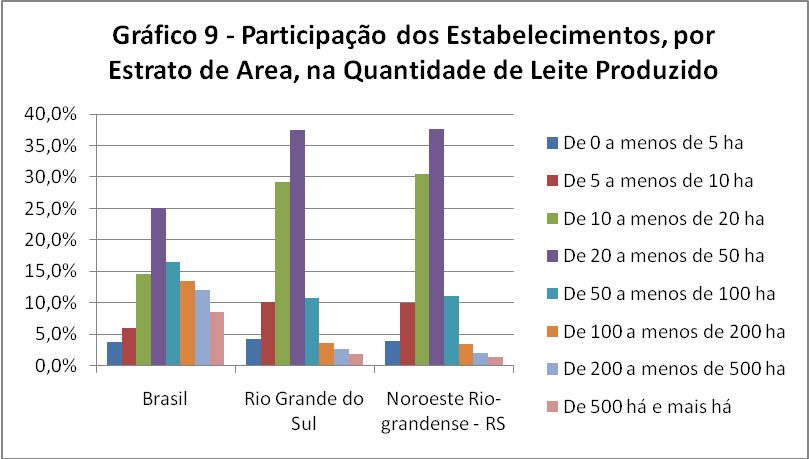 Gráfico 9 - Participação dos Estabelecimentos, por
Estrato de Area, na Quantidade de Leite Produzido
40,0%
35,0%
30,0%
25,0%
20,0%
15,0%
10,0%
5,0%
0,0%
Brasil
Rio Grande do
Sul
Noroeste Rio-
grandense - RS
De 0 a menos de 5 ha
De 5 a menos de 10 ha
De 10 a menos de 20 ha
De 20 a menos de 50 ha
De 50 a menos de 100 ha
De 100 a menos de 200 ha
De 200 a menos de 500 ha
De 500 há e mais há